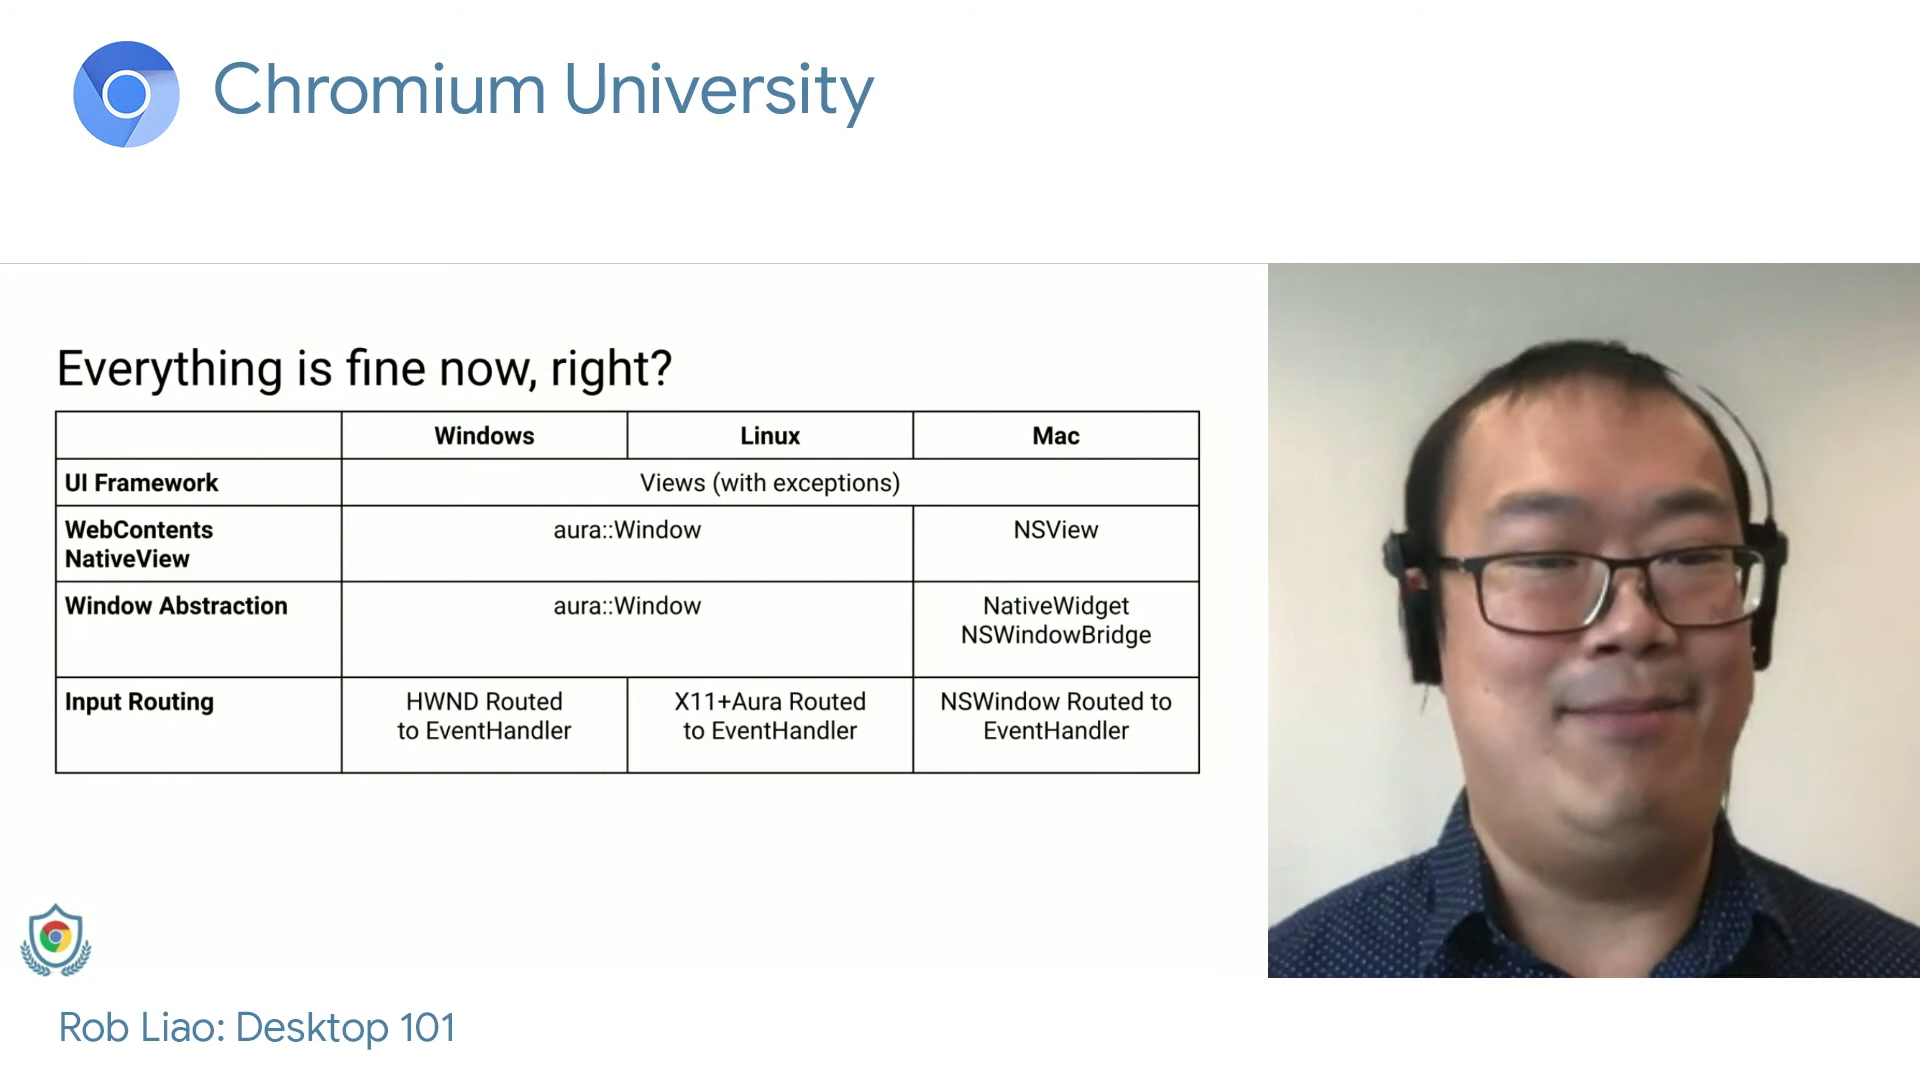 Chromium University
Everything is fine now, right?
Windows Linux Mac
UI Framework Views (with exceptions)
WebContents NativeView aura::Window NSView
Window Abstraction aura::Window NativeWidget NSWindowBridge
Input Routing HWND Routed to EventHandler X11+Aura Routed to EventHandler NSWindow Routed to EventHandler
Rob Liao: Desktop 101